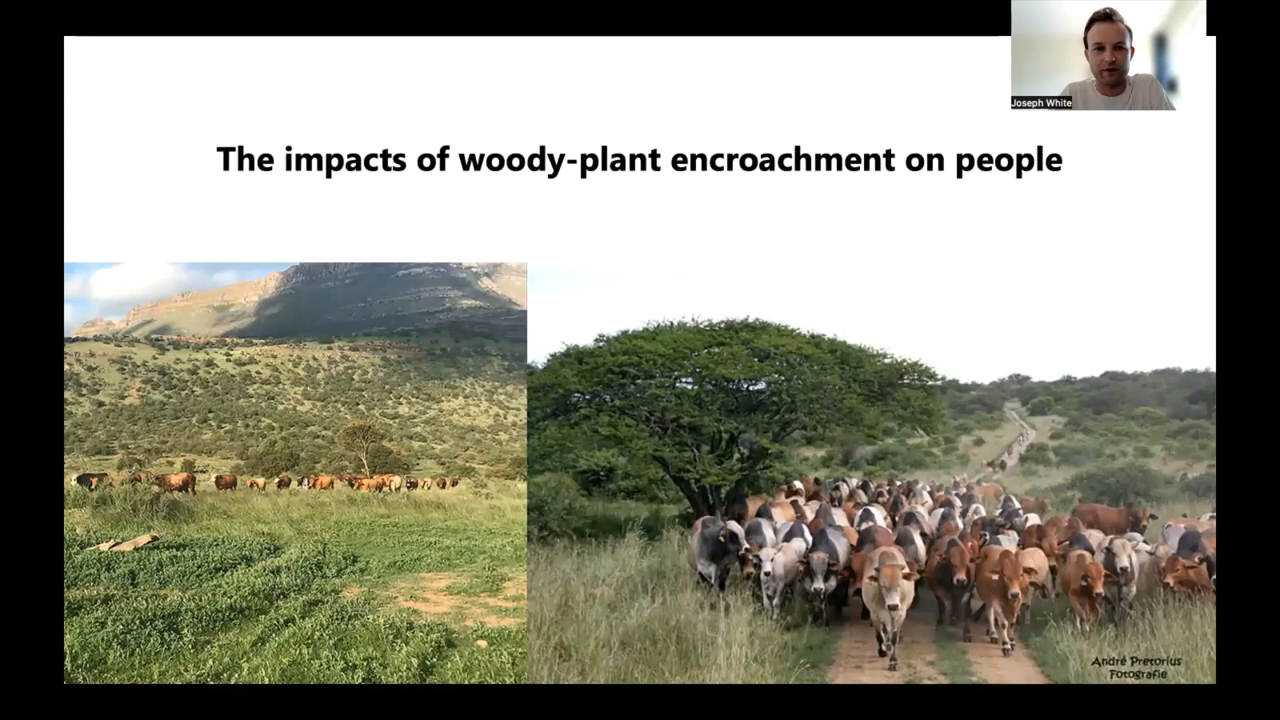 Joseph White
The impacts of woody-plant encroachment on people
André Pretorius
Fotografie